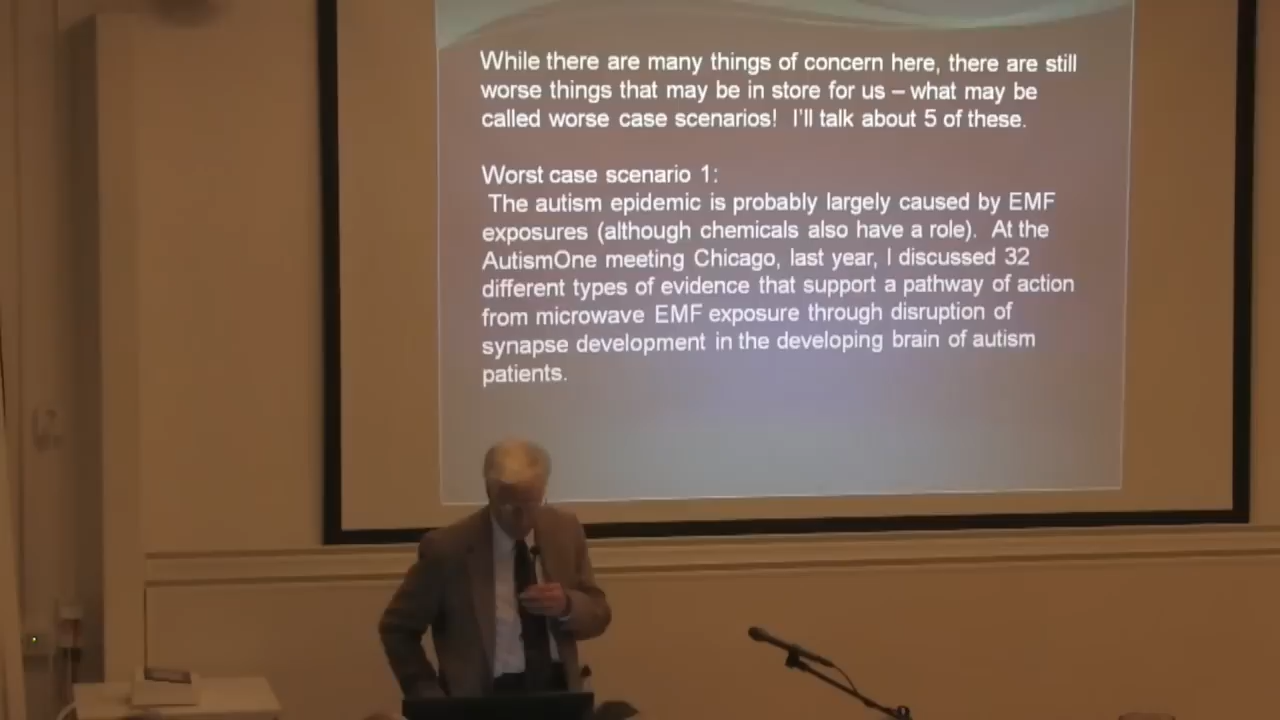 While there are many things of concern here, there are still
worse things that may be in store for us – what may be
called worse case scenarios!  I'll talk about 5 of these.
Worst case scenario 1:
The autism epidemic is probably largely caused by EMF
exposures (although chemicals also have a role).  At the
AutismOne meeting Chicago, last year, I discussed 32
different types of evidence that support a pathway of action
from microwave EMF exposure through disruption of
synapse development in the developing brain of autism
patients.